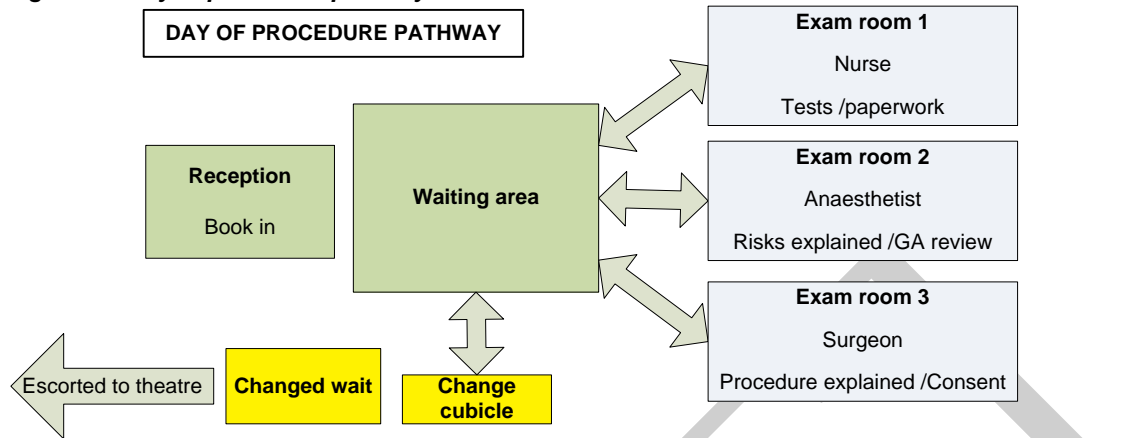 DAY OF PROCEDURE PATHWAY
Exam room 1
Nurse
Tests /paperwork
Reception
Book in
Waiting area
Exam room 2
Anaesthetist
Risks explained /GA review
Exam room 3
Surgeon
Procedure explained /Consent
Escorted to theatre
Changed wait
Change
cubicle